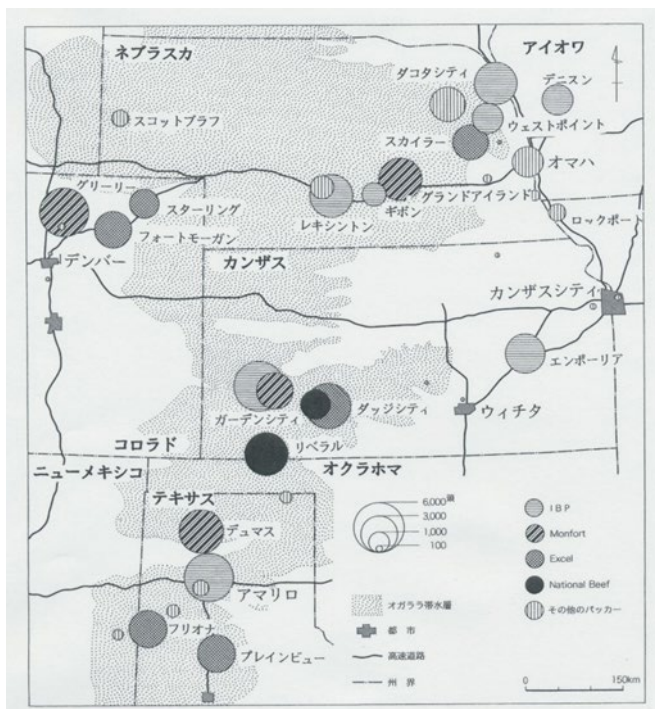 ネブラスカ
アイオワ
ダコタシティ
デニスン
スコットブラフ
ウェストポイント
スカイラー
オマハ
グリーリー
スターリング
グランドアイランド
ギボン
レキシントン
ロックポート
フォートモーガン
デンバー
カンザス
カンザスシティ
エンポーリア
ガーデンシティ
ダッジシティ
ウィチタ
リベラル
コロラド
ニューメキシコ
オクラホマ
テキサス
デュマス
アマリロ
フリオナ
プレインビュー
6,000頭
3,000
1,000
100
オガララ帯水層
都市
高速道路
州界
IBP
Monfort
Excel
National Beef
その他のパッカー
0 150km